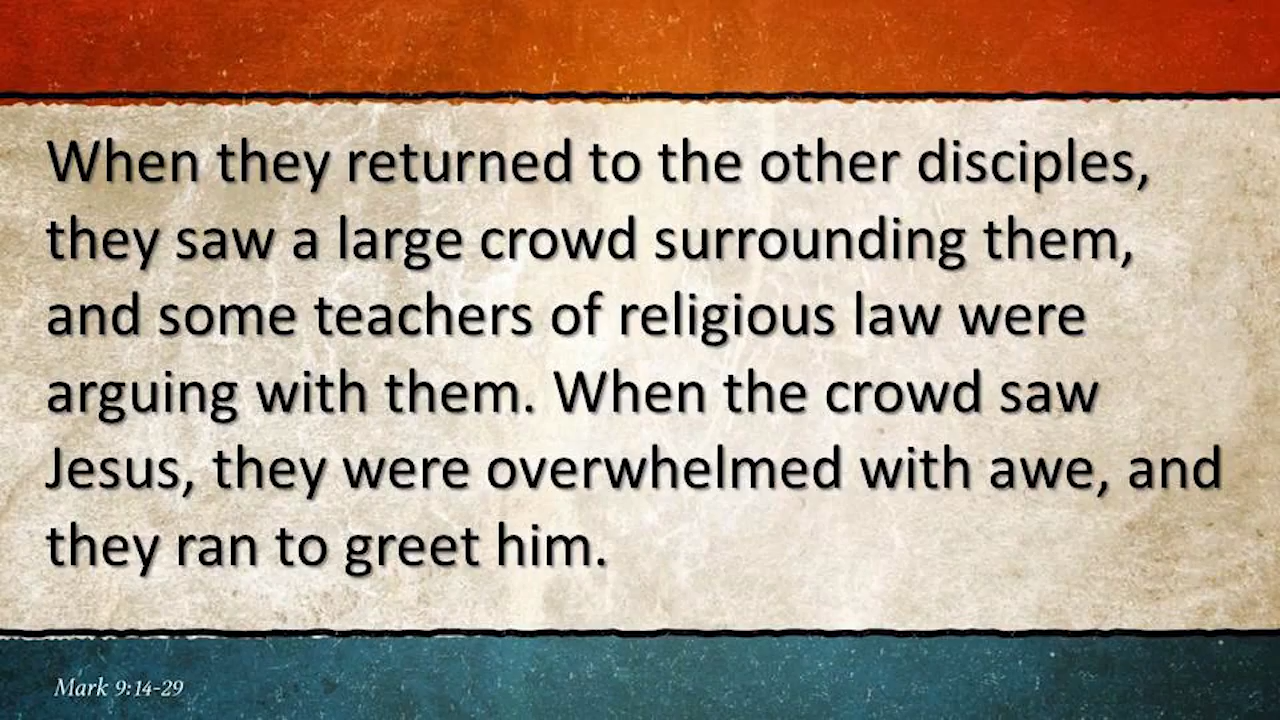 When they returned to the other disciples,
they saw a large crowd surrounding them,
and some teachers of religious law were
arguing with them. When the crowd saw
Jesus, they were overwhelmed with awe, and
they ran to greet him.
Mark 9:14-29